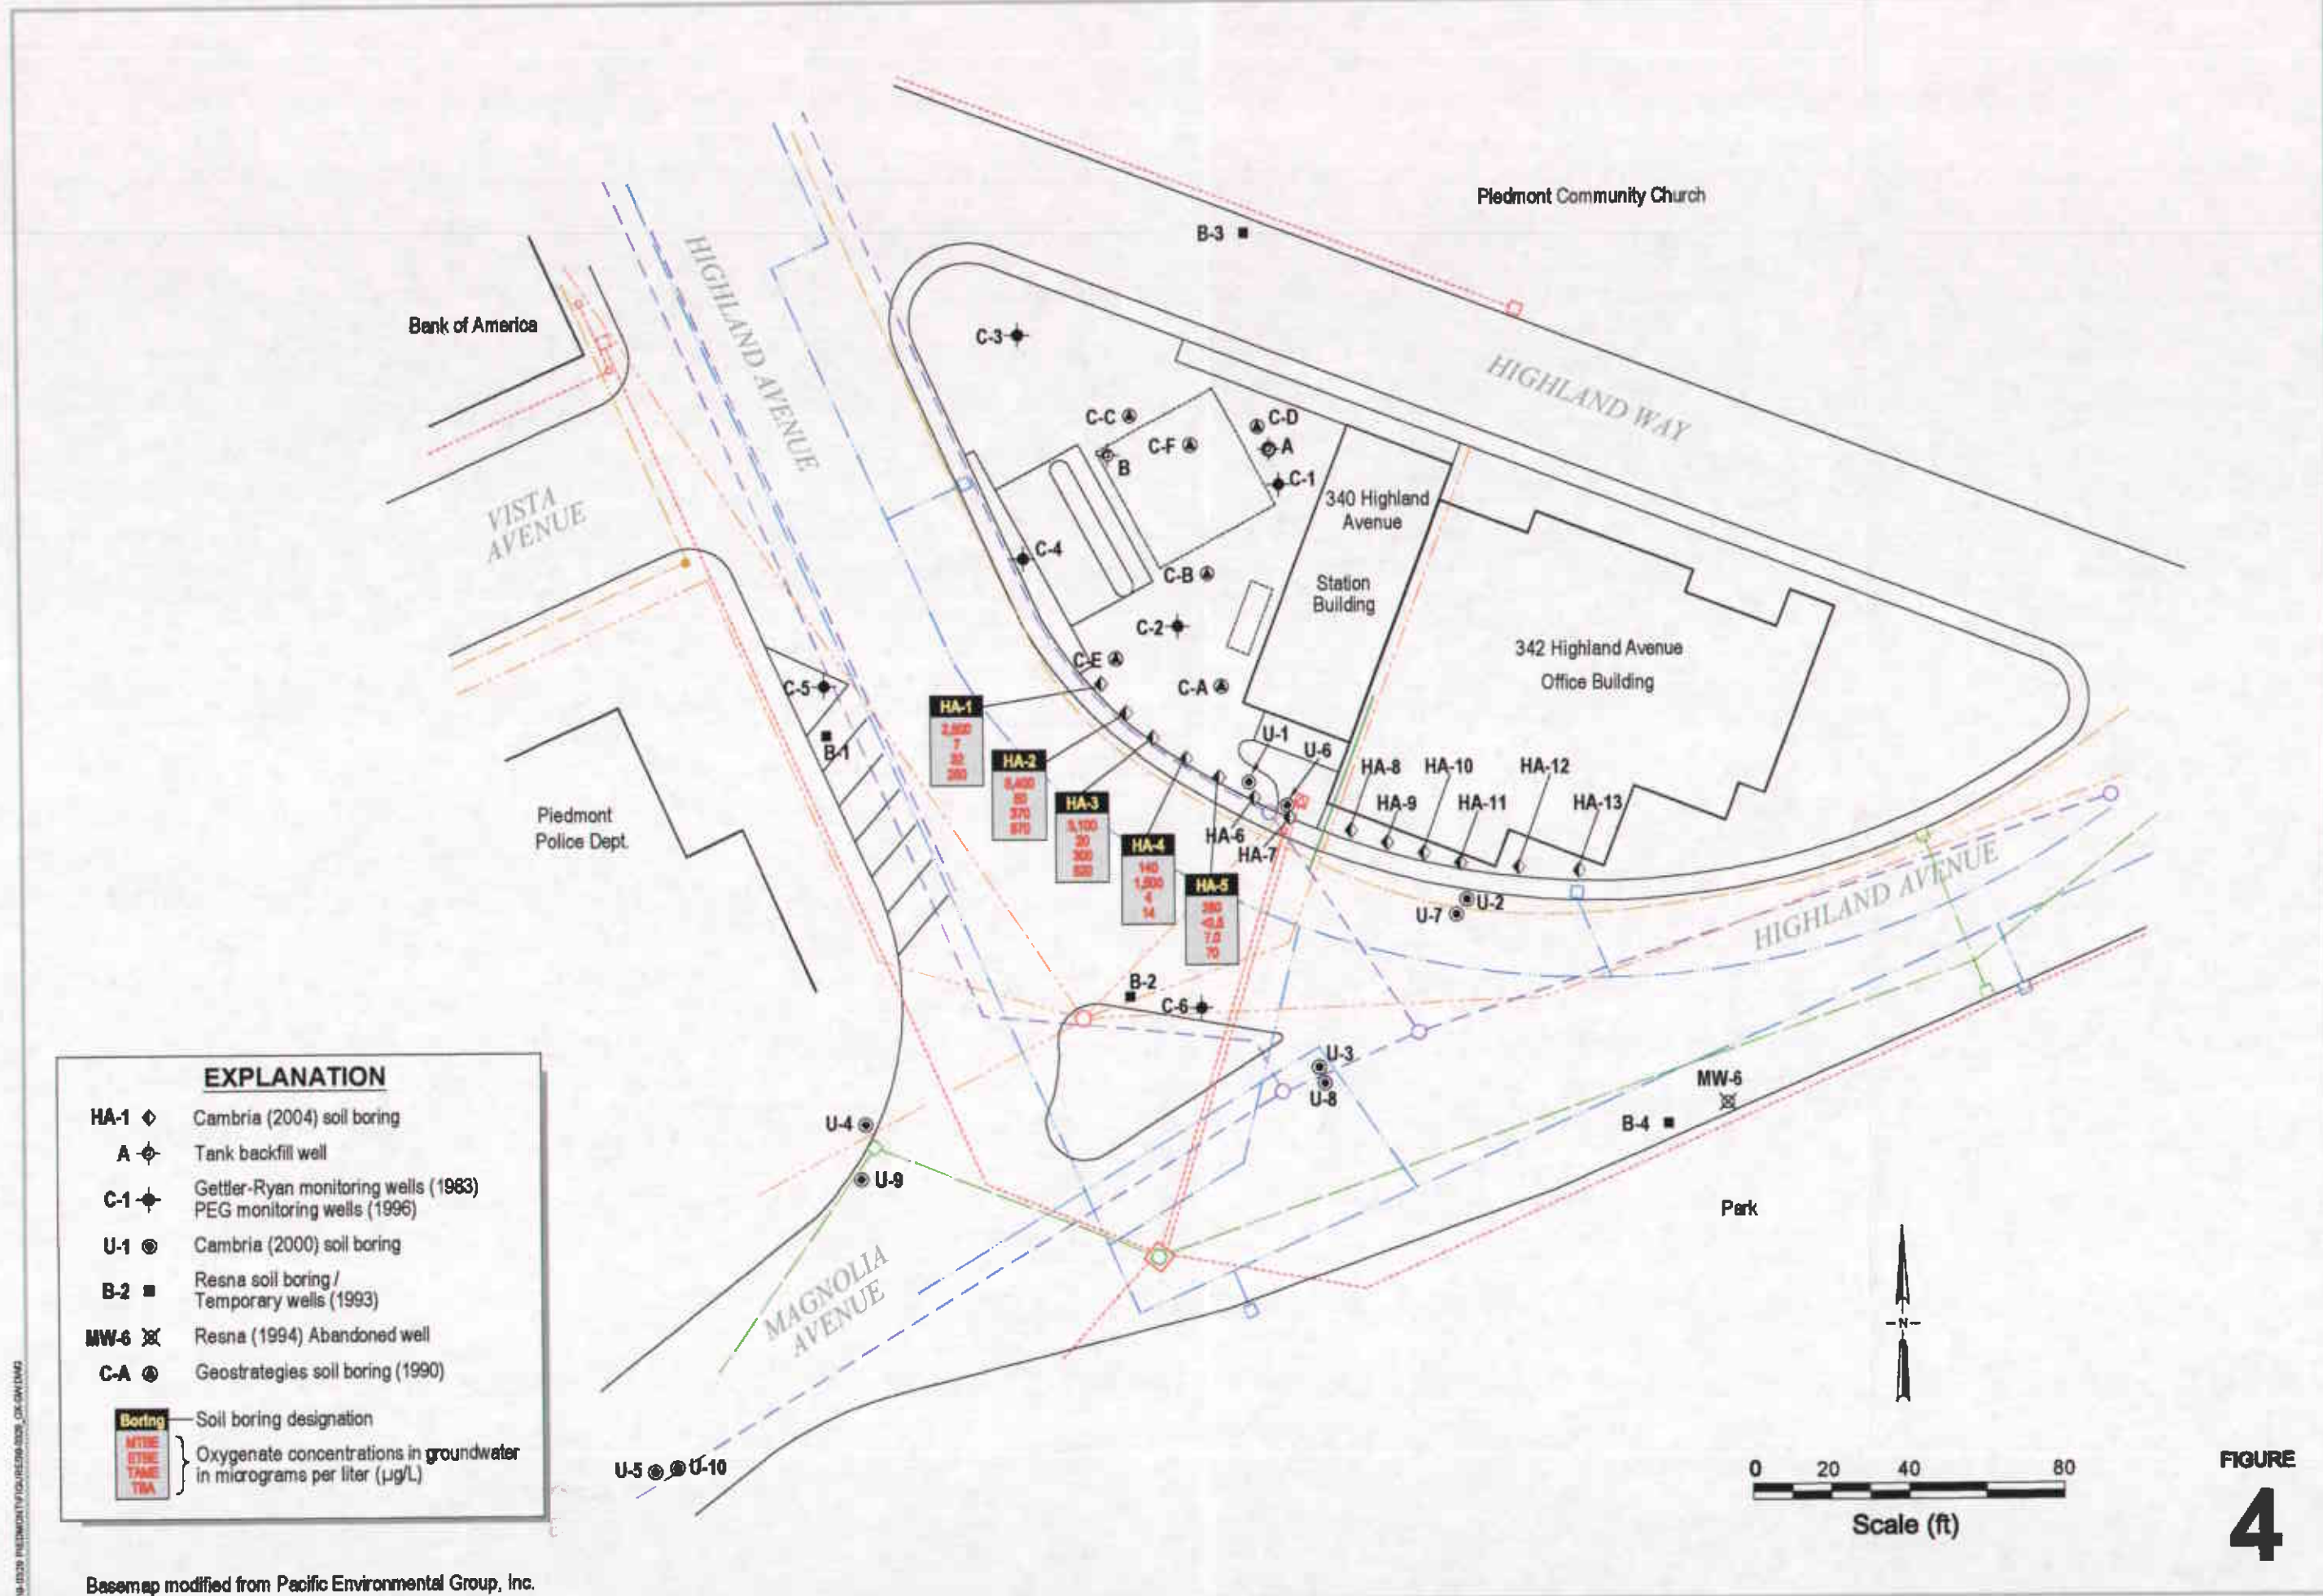 Piedmont Community Church
B-3
HIGHLAND AVENUE
Bank of America
C-3
HIGHLAND WAY
C-C
C-D
C-F
A
B
C-1
340 Highland
Avenue
VISTA
AVENUE
C-4
C-B
Station
Building
C-2
342 Highland Avenue
Office Building
C-E
C-5
C-A
HA-1
7
U-1
U-6
B-1
HA-2
HA-8
HA-10
HA-12
HA-3
HA-9
HA-11
HA-13
Piedmont
Police Dept.
HA-6
HA-4
HA-7
140
4
14
HA-5
7.0
70
U-2
U-7
HIGHLAND AVENUE
B-2
C-6
U-3
U-8
MW-6
B-4
U-4
U-9
Park
MAGNOLIA
AVENUE
U-5
U-10
EXPLANATION
HA-1 Cambria (2004) soil boring
A Tank backfill well
C-1 Gettler-Ryan monitoring wells (1983)
PEG monitoring wells (1996)
U-1 Cambria (2000) soil boring
B-2 Resna soil boring /
Temporary wells (1993)
MW-6 Resna (1994) Abandoned well
C-A Geostrategies soil boring (1990)
Boring Soil boring designation
MTBE
ETBE
TAME
TBA
Oxygenate concentrations in groundwater
in micrograms per liter (µg/L)
N
0 20 40 80
Scale (ft)
FIGURE
4
Basemap modified from Pacific Environmental Group, Inc.